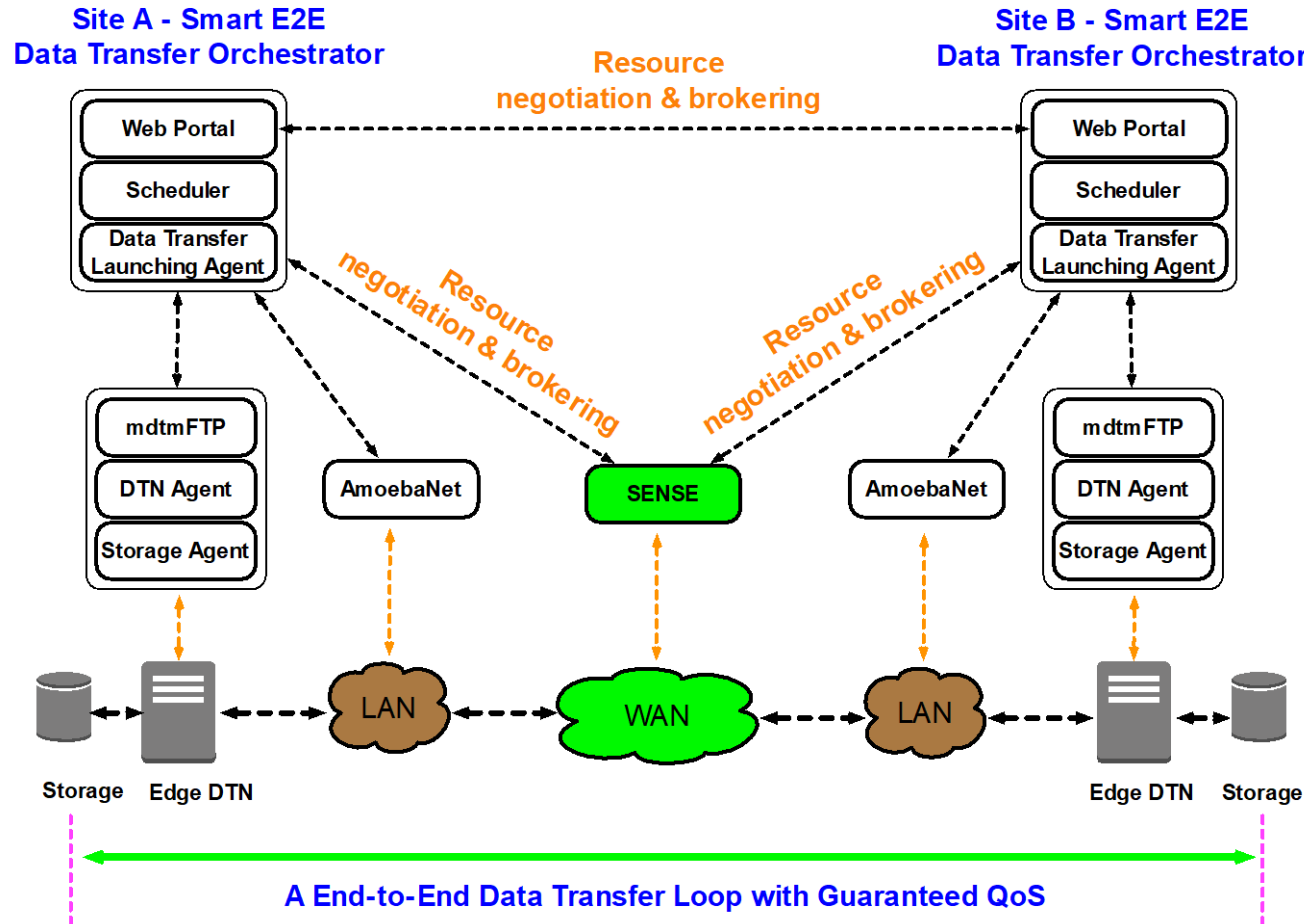 Site A - Smart E2E
Data Transfer Orchestrator
Site B - Smart E2E
Data Transfer Orchestrator
Resource
negotiation & brokering
Web Portal
Scheduler
Data Transfer
Launching Agent
Web Portal
Scheduler
Data Transfer
Launching Agent
Resource
negotiation & brokering
Resource
negotiation & brokering
mdtmFTP
DTN Agent
Storage Agent
AmoebaNet
SENSE
AmoebaNet
mdtmFTP
DTN Agent
Storage Agent
LAN
WAN
LAN
Storage
Edge DTN
Edge DTN
Storage
A End-to-End Data Transfer Loop with Guaranteed QoS